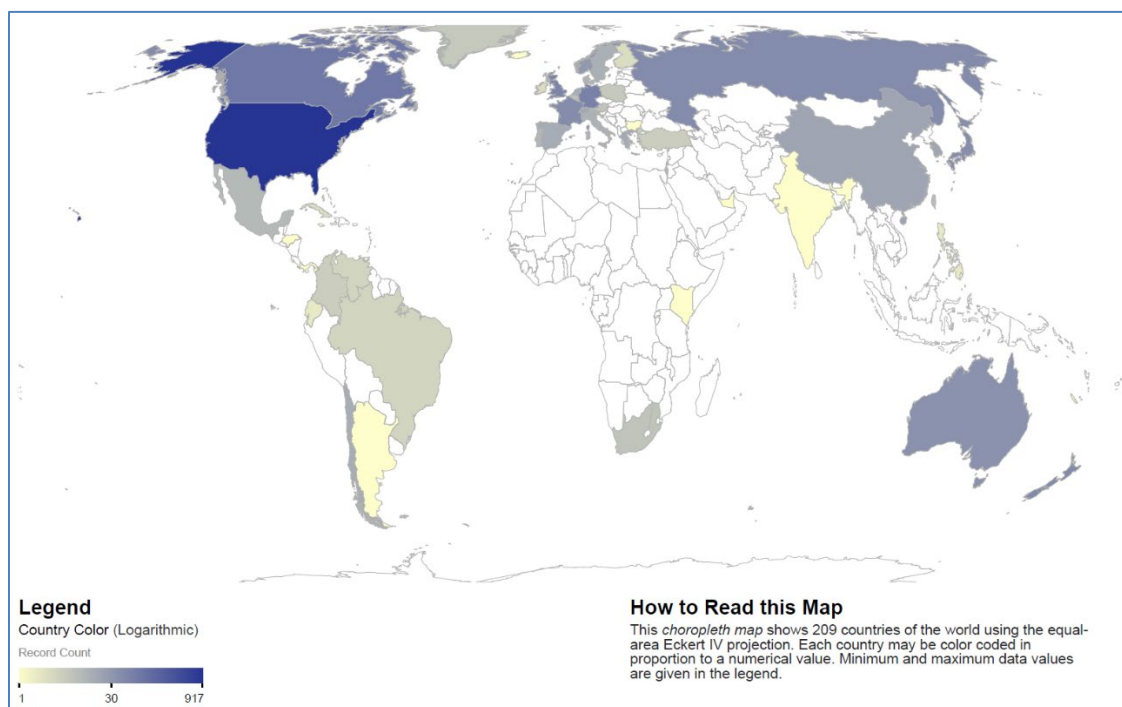 Legend
Country Color (Logarithmic)
Record Count
1 30 917
How to Read this Map
This choropleth map shows 209 countries of the world using the equal-
area Eckert IV projection. Each country may be color coded in
proportion to a numerical value. Minimum and maximum data values
are given in the legend.